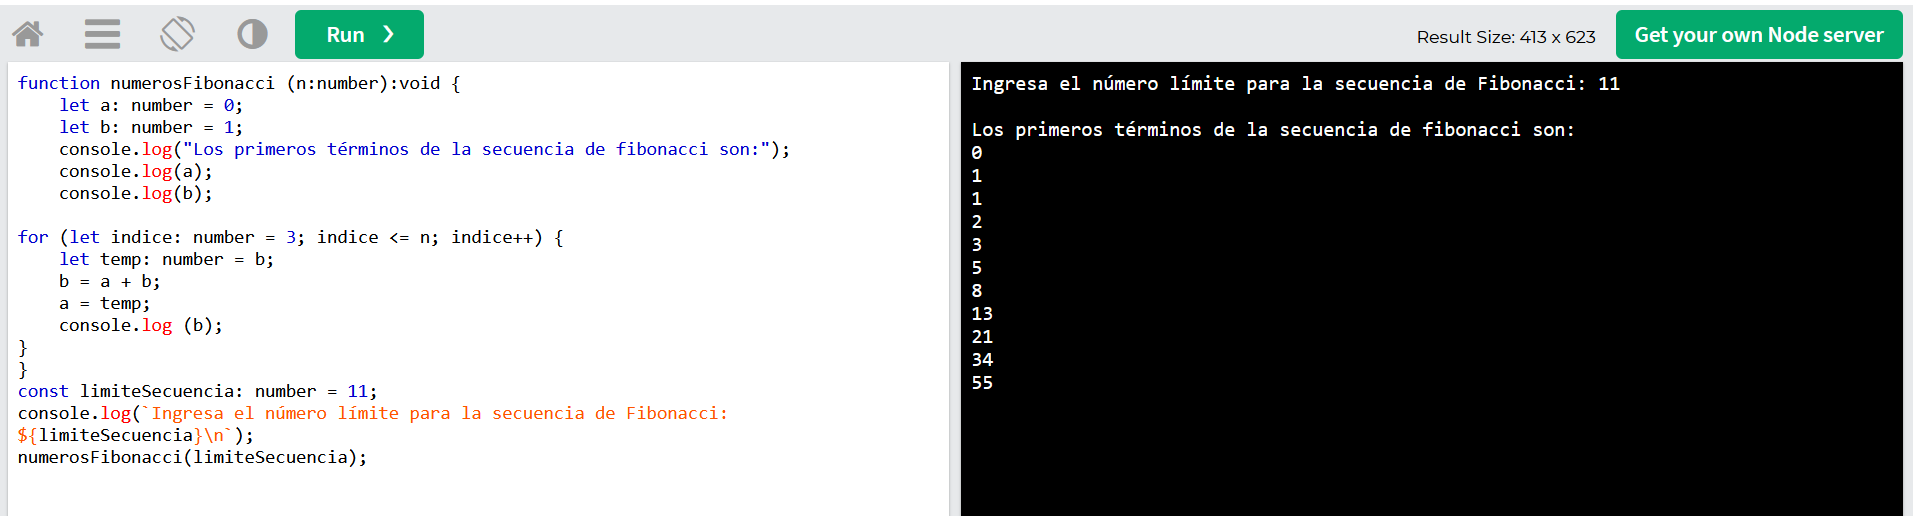 Run ❯
Result Size: 413 x 623
Get your own Node server
function numerosFibonacci (n:number):void {
    let a: number = 0;
    let b: number = 1;
    console.log("Los primeros términos de la secuencia de fibonacci son:");
    console.log(a);
    console.log(b);

for (let indice: number = 3; indice <= n; indice++) {
    let temp: number = b;
    b = a + b;
    a = temp;
    console.log (b);
}
}
const limiteSecuencia: number = 11;
console.log(`Ingresa el número límite para la secuencia de Fibonacci:
${limiteSecuencia}\n`);
numerosFibonacci(limiteSecuencia);
Ingresa el número límite para la secuencia de Fibonacci: 11

Los primeros términos de la secuencia de fibonacci son:
0
1
1
2
3
5
8
13
21
34
55